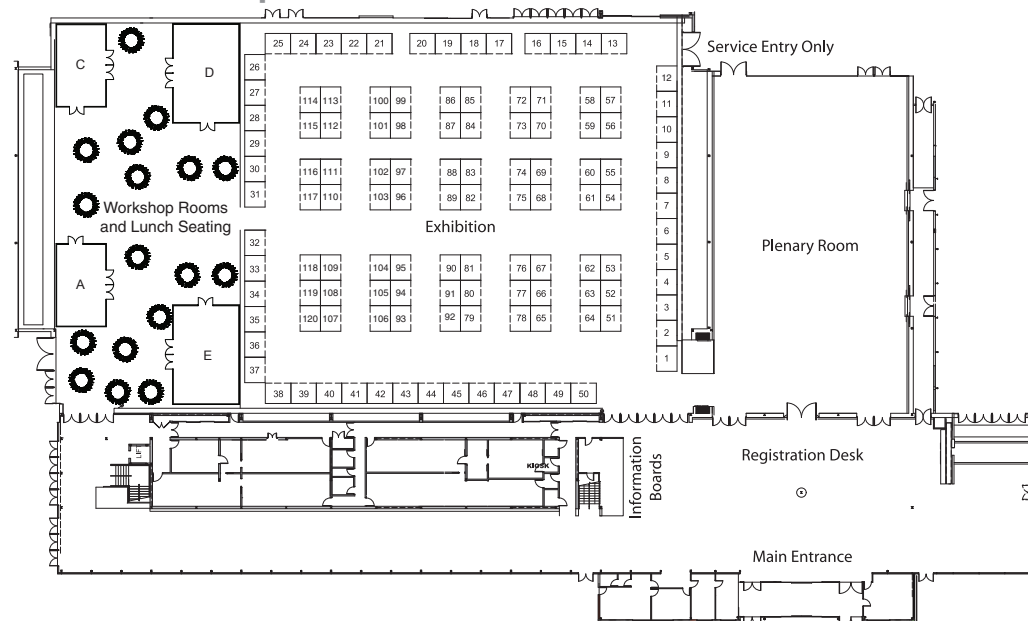 25 24 23 22 21 20 19 18 17 16 15 14 13
Service Entry Only
C
D
26
27
28
29
30
31
32
33
34
35
36
37
12
11
10
9
8
7
6
5
4
3
2
1
114 113 100 99 86 85 72 71 58 57
115 112 101 98 87 84 73 70 59 56
116 111 102 97 88 83 74 69 60 55
117 110 103 96 89 82 75 68 61 54
Workshop Rooms
and Lunch Seating
Exhibition
Plenary Room
118 109 104 95 90 81 76 67 62 53
119 108 105 94 91 80 77 66 63 52
120 107 106 93 92 79 78 65 64 51
A
E
38 39 40 41 42 43 44 45 46 47 48 49 50
LIFT
KIOSK
Information
Boards
Registration Desk
Main Entrance